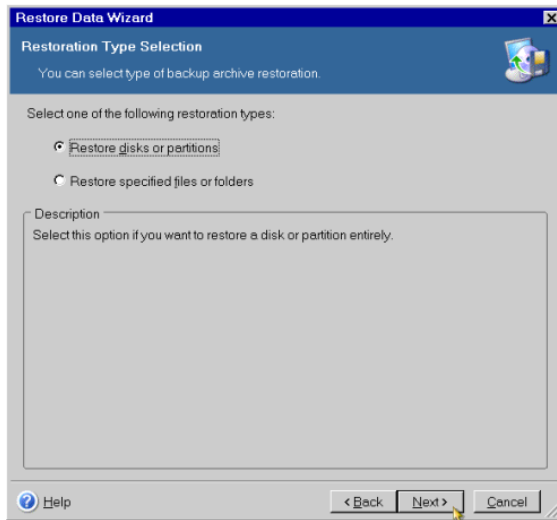 Restore Data Wizard
Restoration Type Selection
You can select type of backup archive restoration.
Select one of the following restoration types:
Restore disks or partitions
Restore specified files or folders
Description
Select this option if you want to restore a disk or partition entirely.
Help
< Back
Next >
Cancel